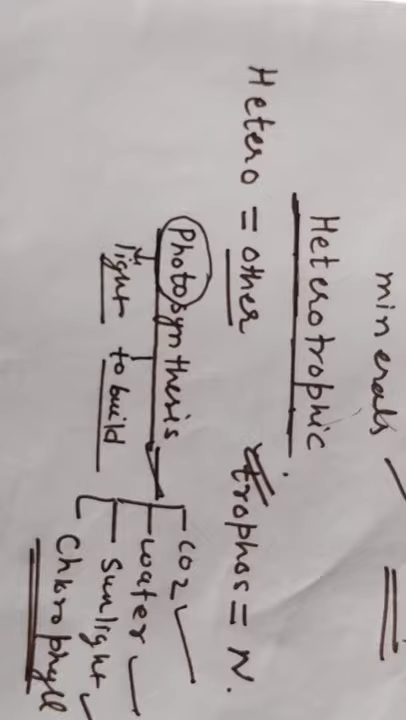 minerals
Heterotrophic
Hetero = other trophos = N.
Photosynthesis
light to build
CO2
water
Sunlight
Chlorophyll